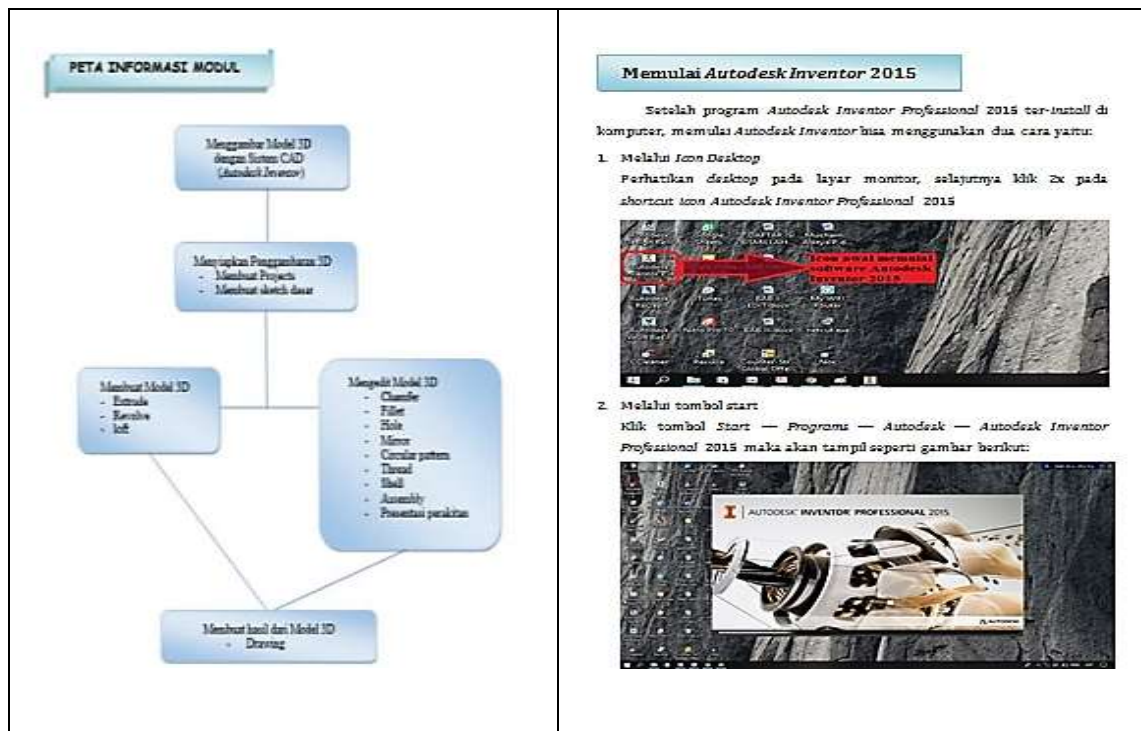 PETA INFORMASI MODUL
Menggambar Model 3D
dengan Sistem CAD
(Autodesk Inventor)
Menyiapkan Penggambaran 3D
- Membuat Projects
- Membuat sketch dasar
Membuat Model 3D
- Extrude
- Revolve
- loft
Mengedit Model 3D
- Chamfer
- Fillet
- Hole
- Mirror
- Circular pattern
- Thread
- Shell
- Assembly
- Presentasi perakitan
Membuat hasil dari Model 3D
- Drawing
Memulai Autodesk Inventor 2015
Setelah program Autodesk Inventor Professional 2015 ter-install di
komputer, memulai Autodesk Inventor bisa menggunakan dua cara yaitu:
1. Melalui Icon Desktop
Perhatikan desktop pada layar monitor, selajutnya klik 2x pada
shortcut icon Autodesk Inventor Professional 2015
Icon awal memulai
software Autodesk
Inventor 2015
2. Melalui tombol start
Klik tombol Start — Programs — Autodesk — Autodesk Inventor
Professional 2015 maka akan tampil seperti gambar berikut:
AUTODESK INVENTOR PROFESSIONAL 2015
AUTODESK